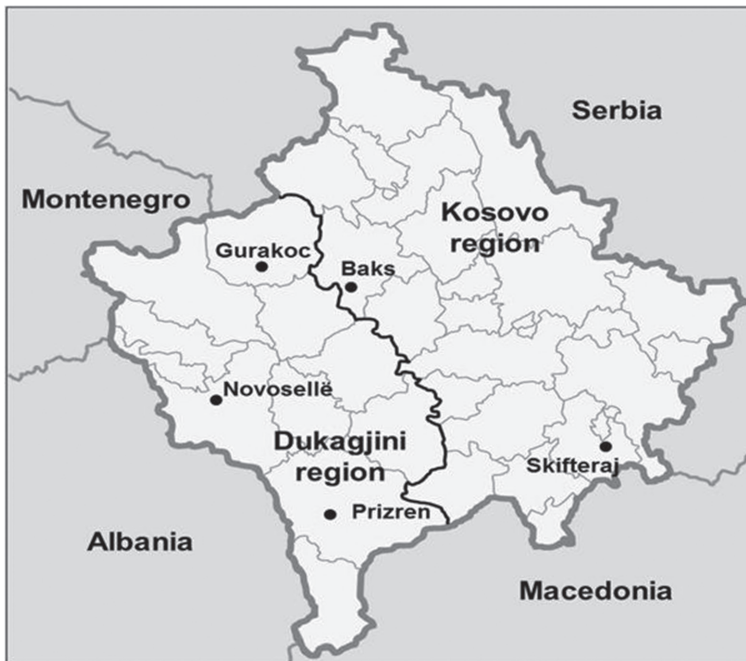 Serbia
Montenegro
Kosovo
region
Gurakoc
Baks
Novosellë
Dukagjini
region
Skifteraj
Prizren
Albania
Macedonia